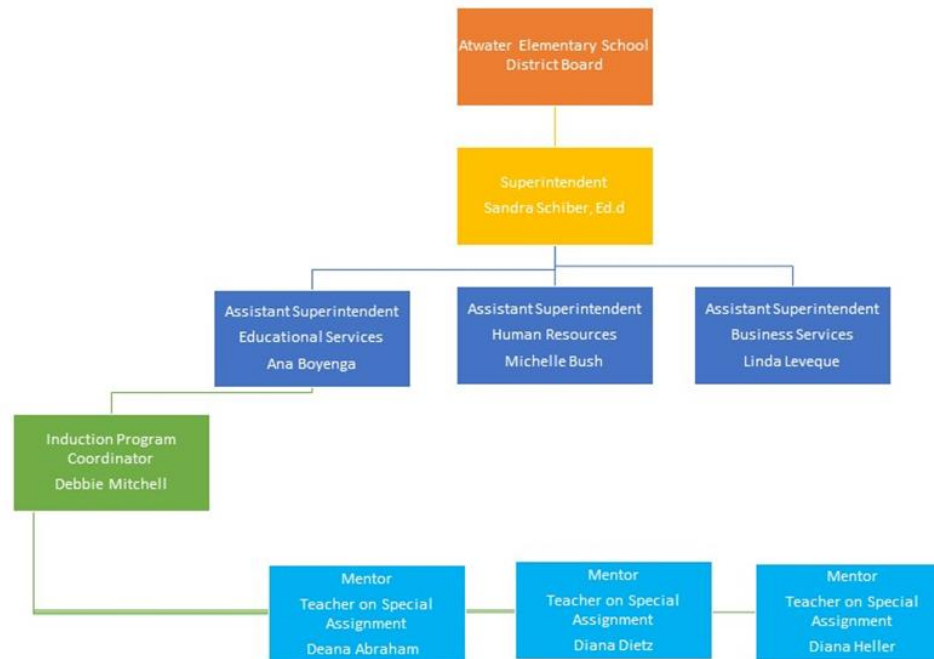 Atwater Elementary School
District Board
Superintendent
Sandra Schiber, Ed.d
Assistant Superintendent
Educational Services
Ana Boyenga
Assistant Superintendent
Human Resources
Michelle Bush
Assistant Superintendent
Business Services
Linda Leveque
Induction Program
Coordinator
Debbie Mitchell
Mentor
Teacher on Special
Assignment
Deana Abraham
Mentor
Teacher on Special
Assignment
Diana Dietz
Mentor
Teacher on Special
Assignment
Diana Heller